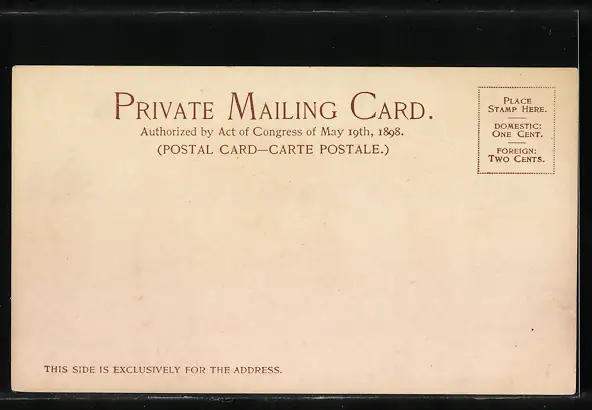 PRIVATE MAILING CARD.
Authorized by Act of Congress of May 19th, 1898.
(POSTAL CARD—CARTE POSTALE.)
PLACE
STAMP HERE.
DOMESTIC:
ONE CENT.
FOREIGN:
TWO CENTS.
THIS SIDE IS EXCLUSIVELY FOR THE ADDRESS.